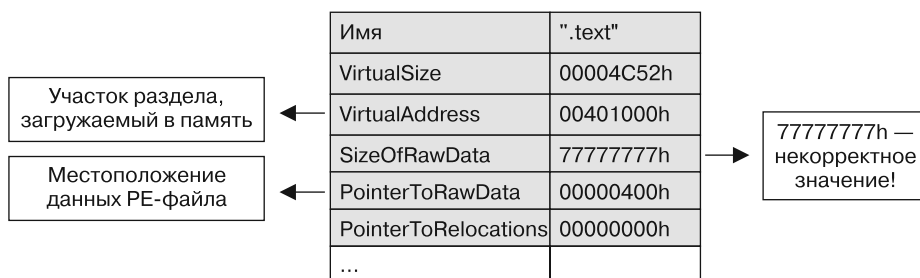 Имя ".text"
VirtualSize 00004C52h
Участок раздела,
загружаемый в память
VirtualAddress 00401000h
SizeOfRawData 77777777h
77777777h —
некорректное
значение!
Местоположение
данных PE-файла
PointerToRawData 00000400h
PointerToRelocations 00000000h
...